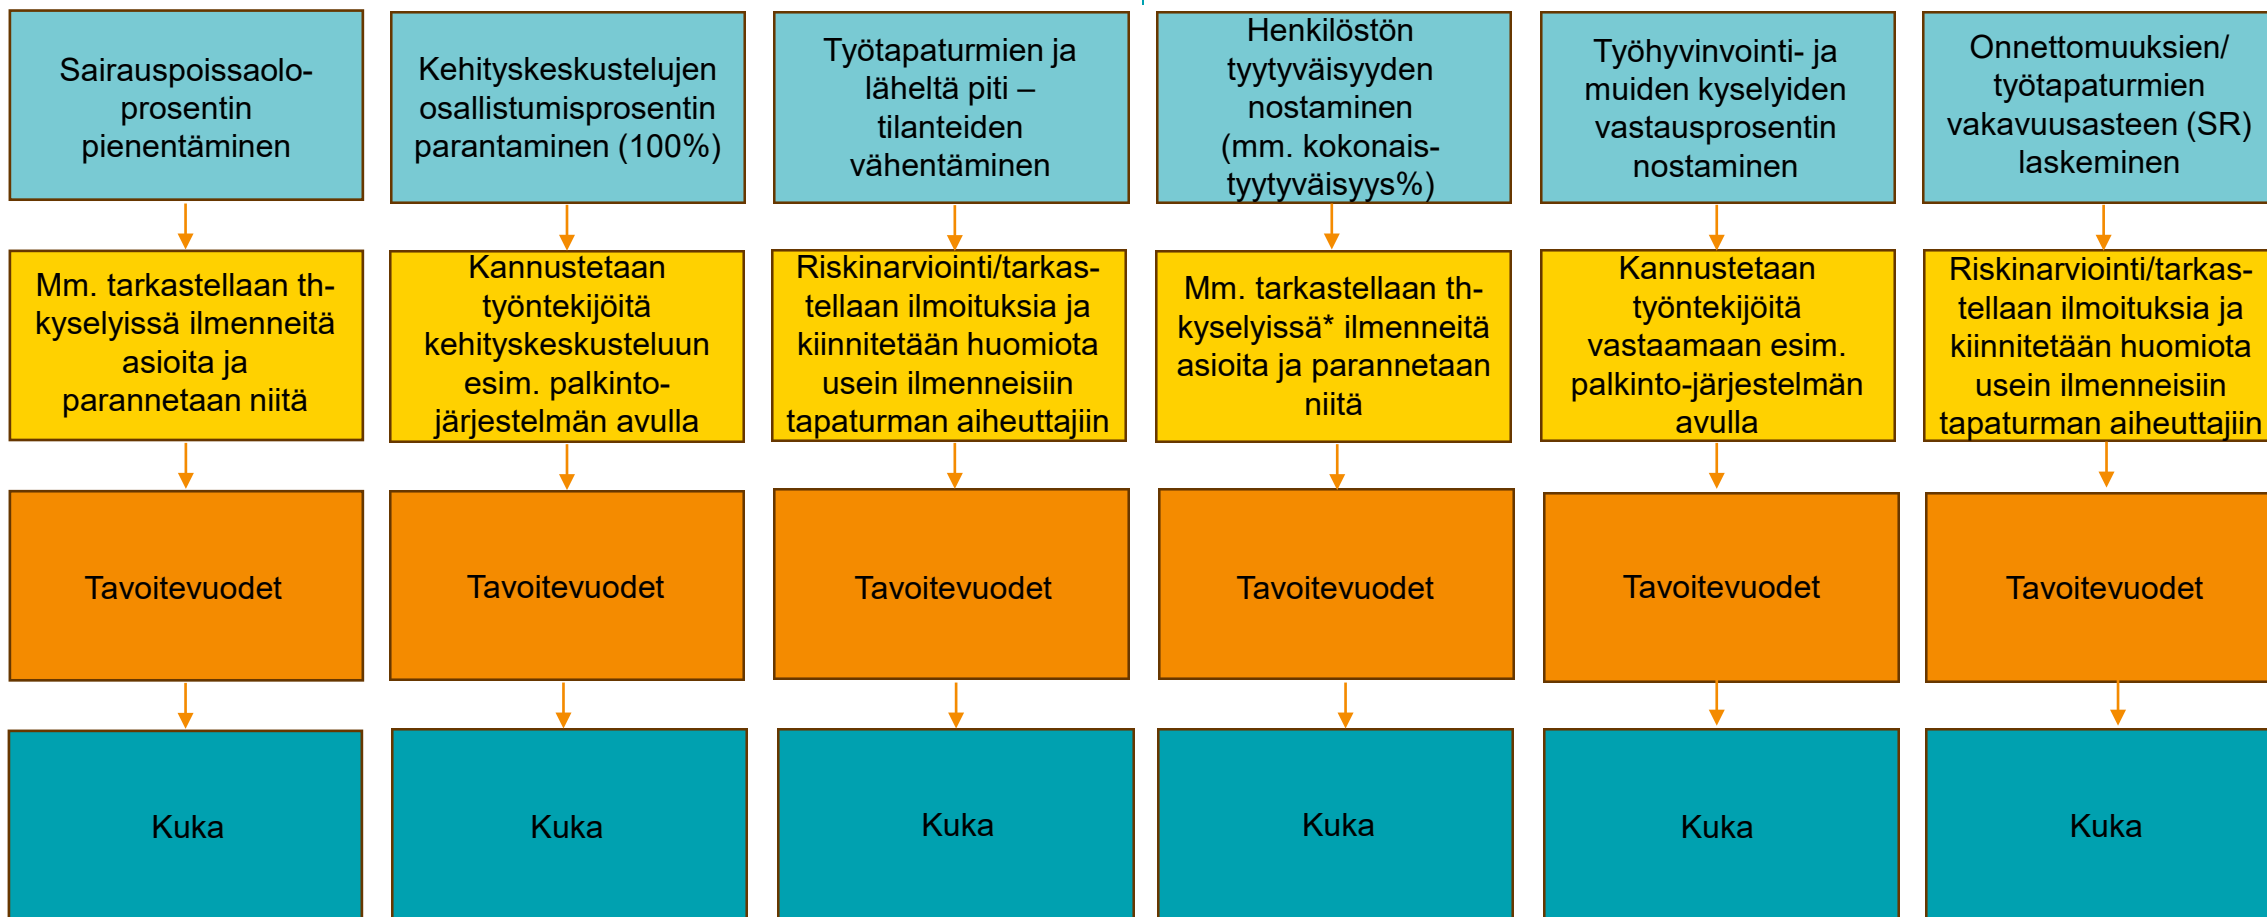 Sairauspoissaolo-
prosentin
pienentäminen
Kehityskeskustelujen
osallistumisprosentin
parantaminen (100%)
Työtapaturmien ja
läheltä piti –
tilanteiden
vähentäminen
Henkilöstön
tyytyväisyyden
nostaminen
(mm. kokonais-
tyytyväisyys%)
Työhyvinvointi- ja
muiden kyselyiden
vastausprosentin
nostaminen
Onnettomuuksien/
työtapaturmien
vakavuusasteen (SR)
laskeminen
Mm. tarkastellaan th-
kyselyissä ilmenneitä
asioita ja
parannetaan niitä
Kannustetaan
työntekijöitä
kehityskeskusteluun
esim. palkinto-
järjestelmän avulla
Riskinarviointi/tarkas-
tellaan ilmoituksia ja
kiinnitetään huomiota
usein ilmenneisiin
tapaturman aiheuttajiin
Mm. tarkastellaan th-
kyselyissä* ilmenneitä
asioita ja parannetaan
niitä
Kannustetaan
työntekijöitä
vastaamaan esim.
palkinto-järjestelmän
avulla
Riskinarviointi/tarkas-
tellaan ilmoituksia ja
kiinnitetään huomiota
usein ilmenneisiin
tapaturman aiheuttajiin
Tavoitevuodet
Tavoitevuodet
Tavoitevuodet
Tavoitevuodet
Tavoitevuodet
Tavoitevuodet
Kuka
Kuka
Kuka
Kuka
Kuka
Kuka